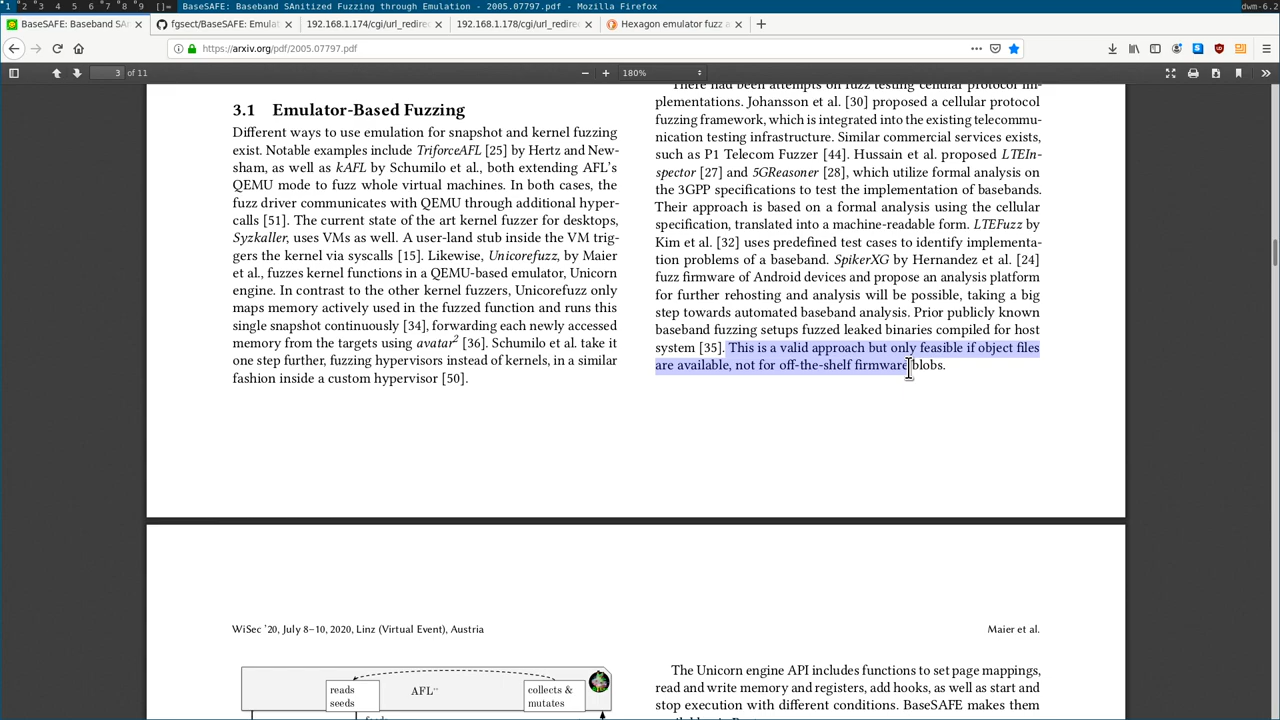 1 2 3 4 5 6 7 8 9 []= BaseSAFE: Baseband SANitized Fuzzing through Emulation - 2005.07797.pdf - Mozilla Firefox dwm-6.2
BaseSAFE: Baseband SAN
fgsect/BaseSAFE: Emulat
192.168.1.174/cgi/url_redire
192.168.1.178/cgi/url_redire
Hexagon emulator fuzz a
https://arxiv.org/pdf/2005.07797.pdf
3 of 11
180%
3.1 Emulator-Based Fuzzing
Different ways to use emulation for snapshot and kernel fuzzing
exist. Notable examples include TriforceAFL [25] by Hertz and New-
sham, as well as kAFL by Schumilo et al., both extending AFL's
QEMU mode to fuzz whole virtual machines. In both cases, the
fuzz driver communicates with QEMU through additional hyper-
calls [51]. The current state of the art kernel fuzzer for desktops,
Syzkaller, uses VMs as well. A user-land stub inside the VM trig-
gers the kernel via syscalls [15]. Likewise, Unicorefuzz, by Maier
et al., fuzzes kernel functions in a QEMU-based emulator, Unicorn
engine. In contrast to the other kernel fuzzers, Unicorefuzz only
maps memory actively used in the fuzzed function and runs this
single snapshot continuously [34], forwarding each newly accessed
memory from the targets using avatar² [36]. Schumilo et al. take it
one step further, fuzzing hypervisors instead of kernels, in a similar
fashion inside a custom hypervisor [50].
There had been attempts on fuzz testing cellular protocol im-
plementations. Johansson et al. [30] proposed a cellular protocol
fuzzing framework, which is integrated into the existing telecommu-
nication testing infrastructure. Similar commercial services exists,
such as P1 Telecom Fuzzer [44]. Hussain et al. proposed LTEIn-
spector [27] and 5GReasoner [28], which utilize formal analysis on
the 3GPP specifications to test the implementation of basebands.
Their approach is based on a formal analysis using the cellular
specification, translated into a machine-readable form. LTEFuzz by
Kim et al. [32] uses predefined test cases to identify implementa-
tion problems of a baseband. SpikerXG by Hernandez et al. [24]
fuzz firmware of Android devices and propose an analysis platform
for further rehosting and analysis will be possible, taking a big
step towards automated baseband analysis. Prior publicly known
baseband fuzzing setups fuzzed leaked binaries compiled for host
system [35]. This is a valid approach but only feasible if object files
are available, not for off-the-shelf firmware blobs.
WiSec '20, July 8–10, 2020, Linz (Virtual Event), Austria
Maier et al.
reads
seeds
AFL
collects &
mutates
The Unicorn engine API includes functions to set page mappings,
read and write memory and registers, add hooks, as well as start and
stop execution with different conditions. BaseSAFE makes them